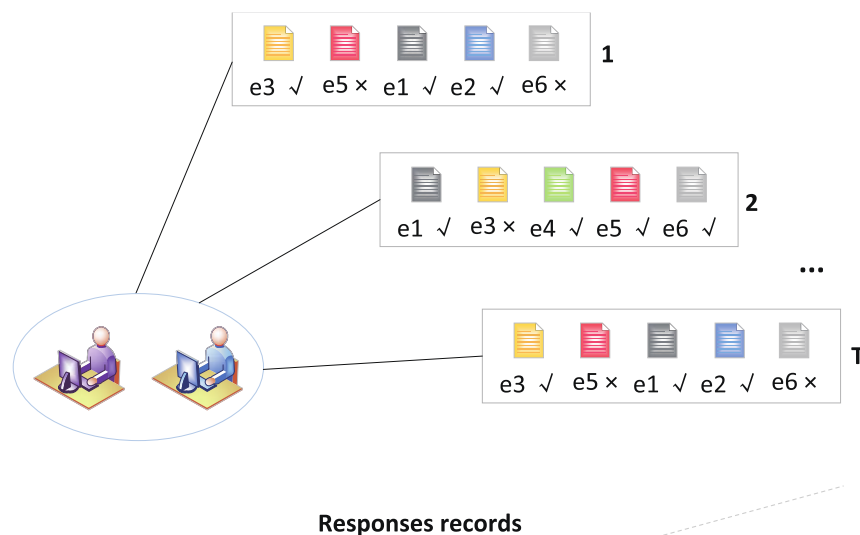 1
e3 √ e5 × e1 √ e2 √ e6 ×
2
e1 √ e3 × e4 √ e5 √ e6 √
...
T
e3 √ e5 × e1 √ e2 √ e6 ×
Responses records